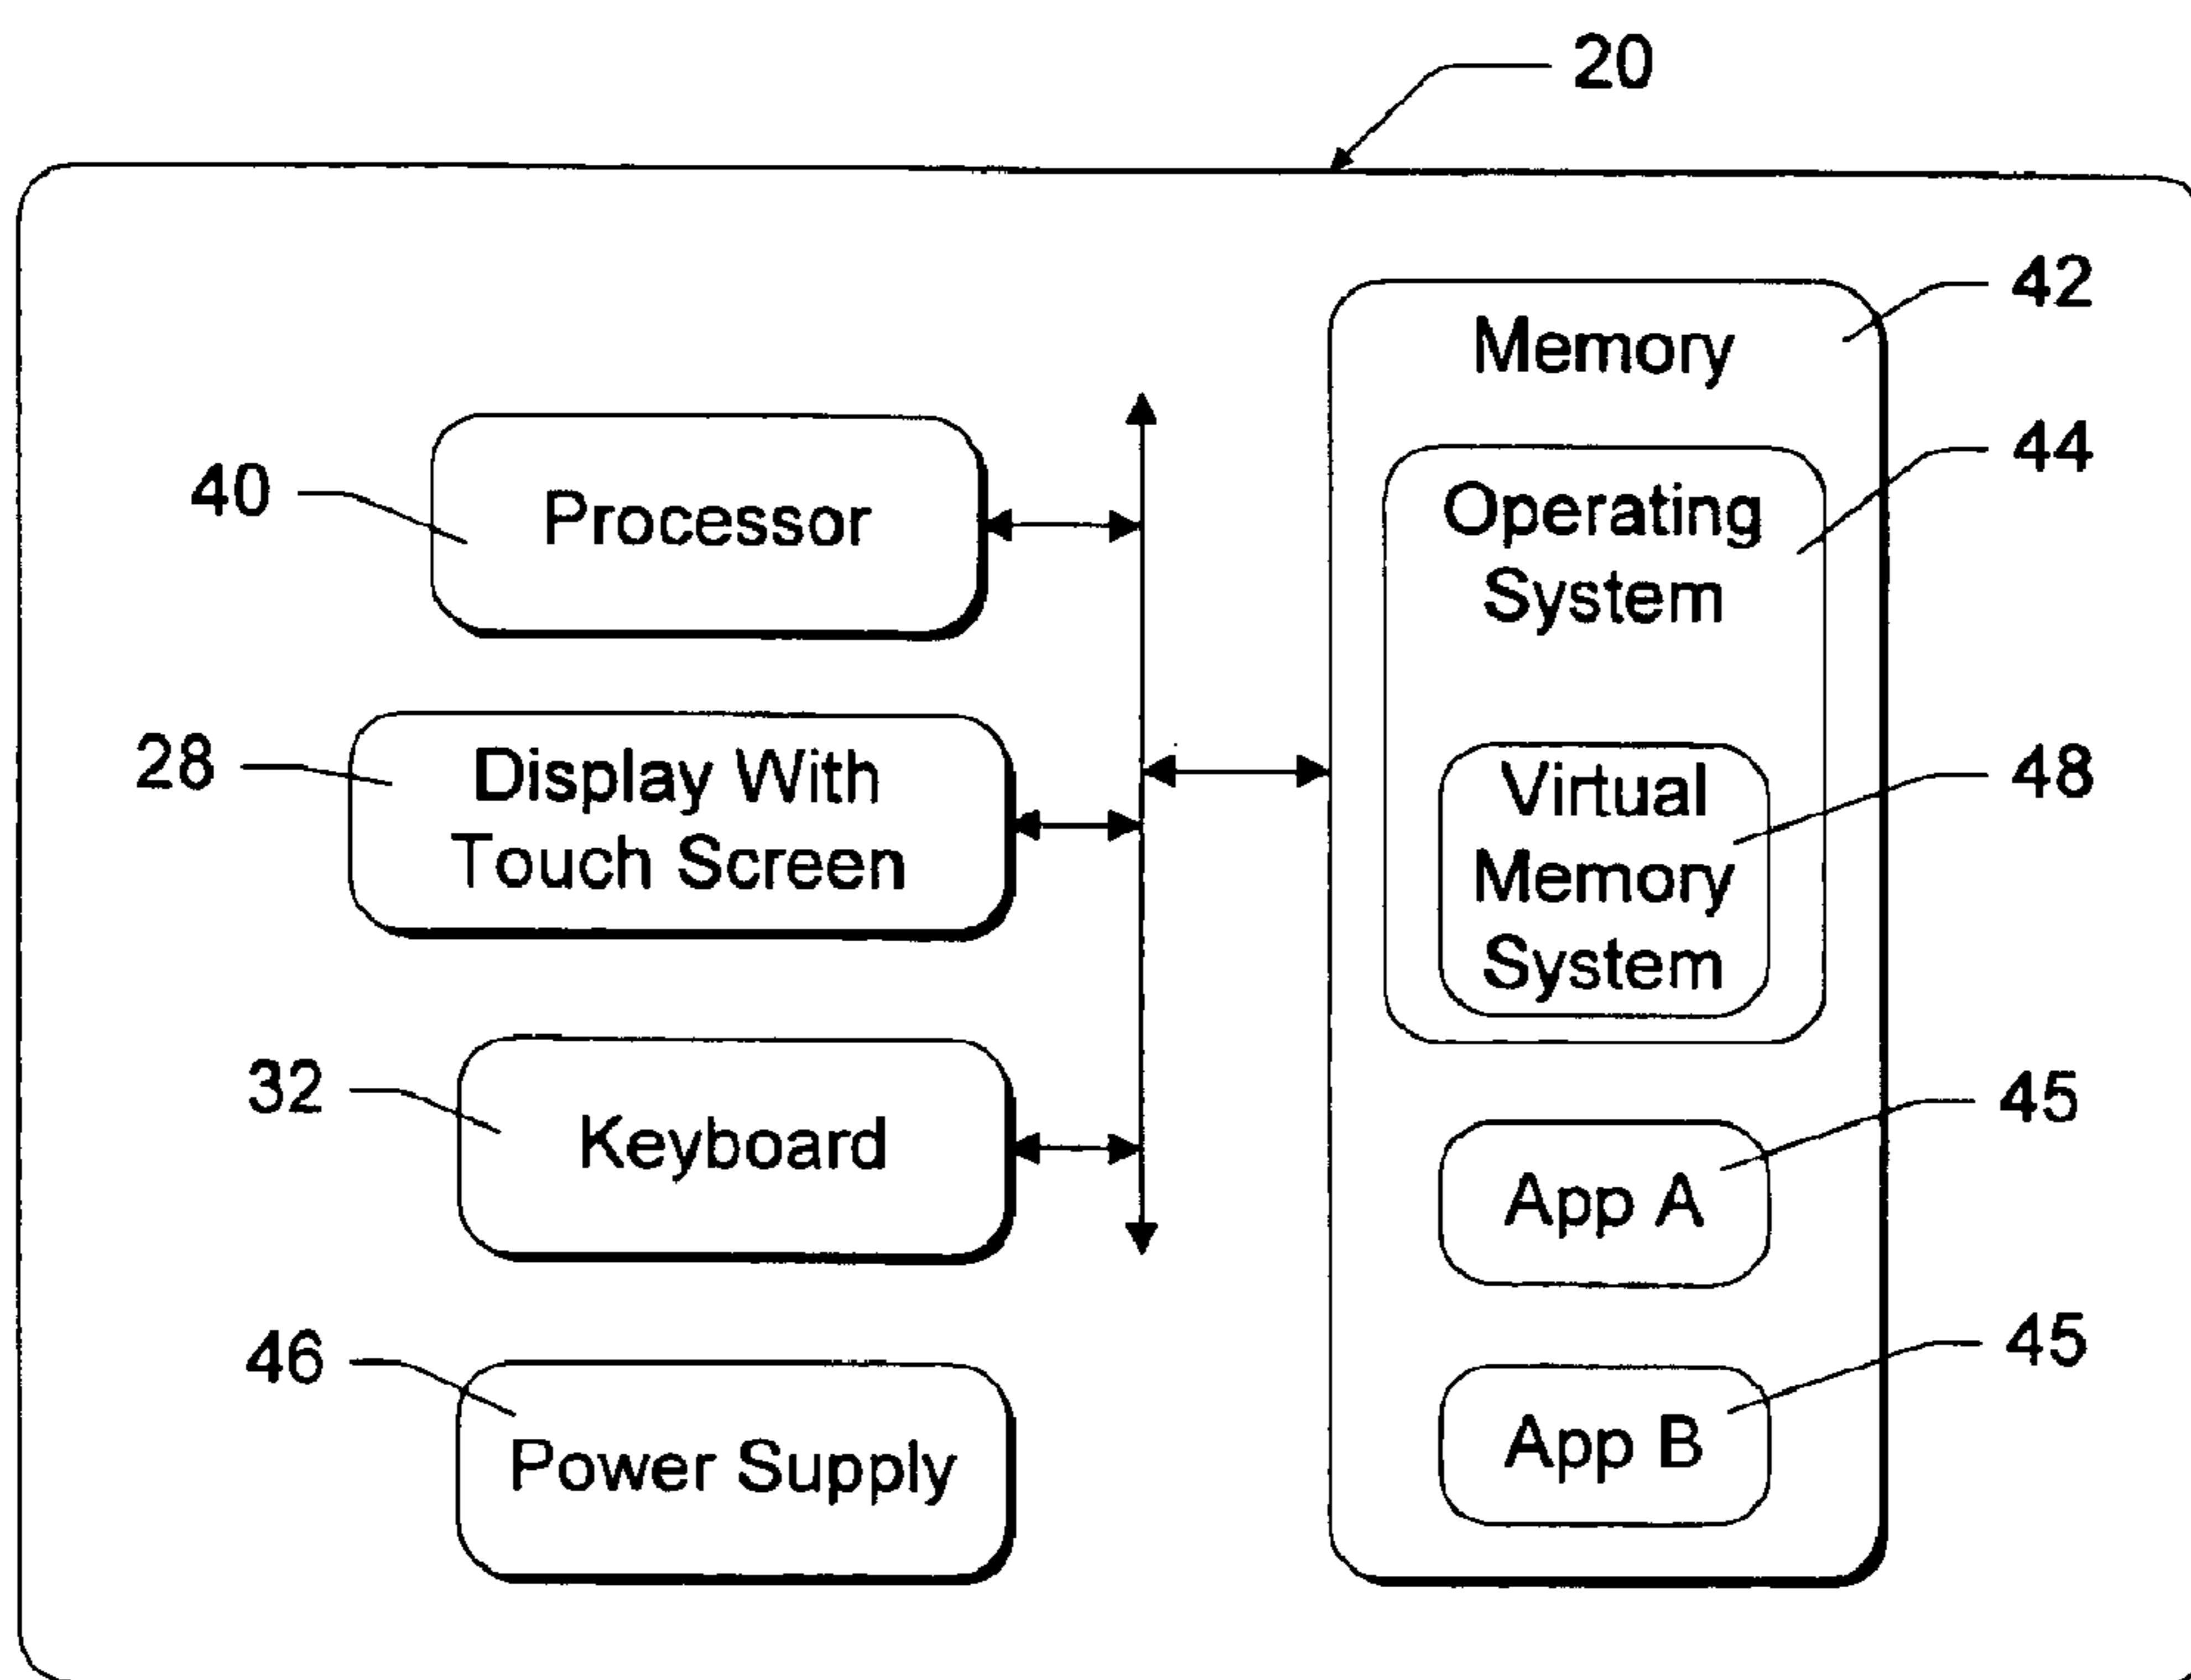 20
42
Memory
44
Operating
System
40
Processor
28
Display With
Touch Screen
48
Virtual
Memory
System
32
Keyboard
45
App A
46
Power Supply
45
App B